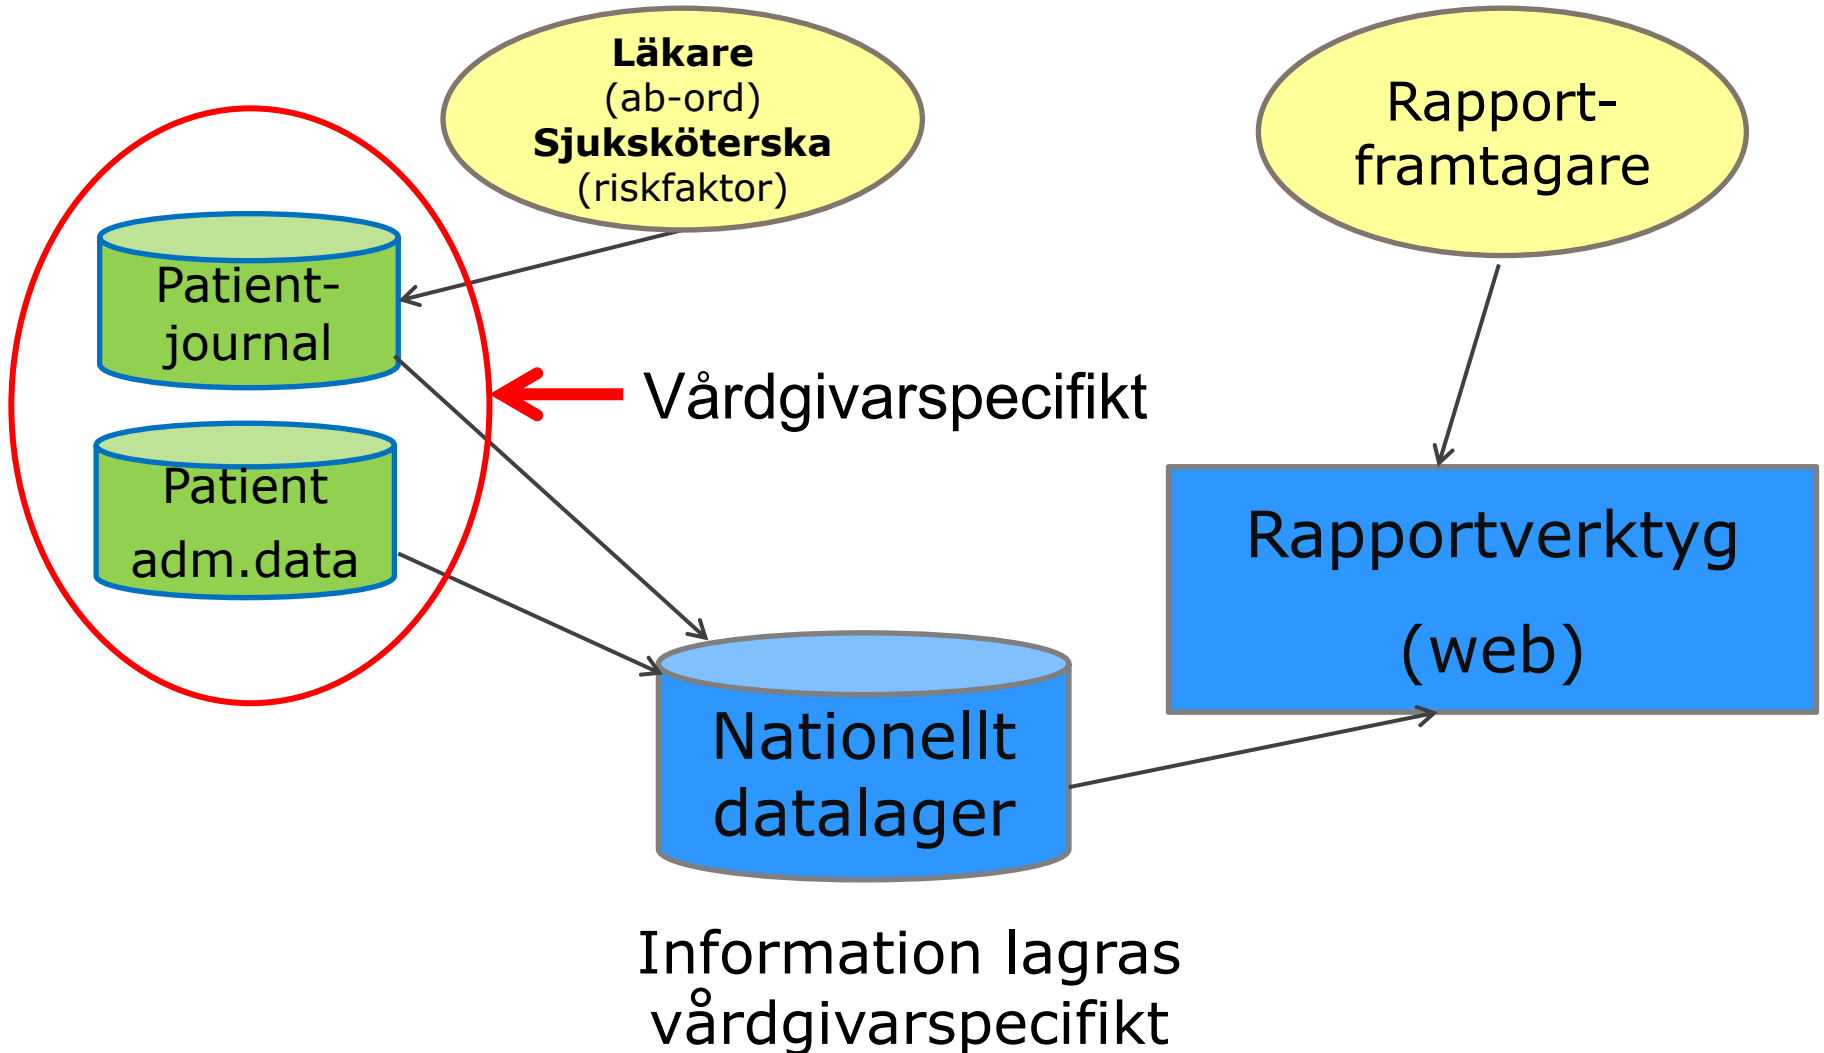 Läkare
(ab-ord)
Sjuksköterska
(riskfaktor)
Rapport-
framtagare
Patient-
journal
Vårdgivarspecifikt
Patient
adm.data
Rapportverktyg
(web)
Nationellt
datalager
Information lagras
vårdgivarspecifikt